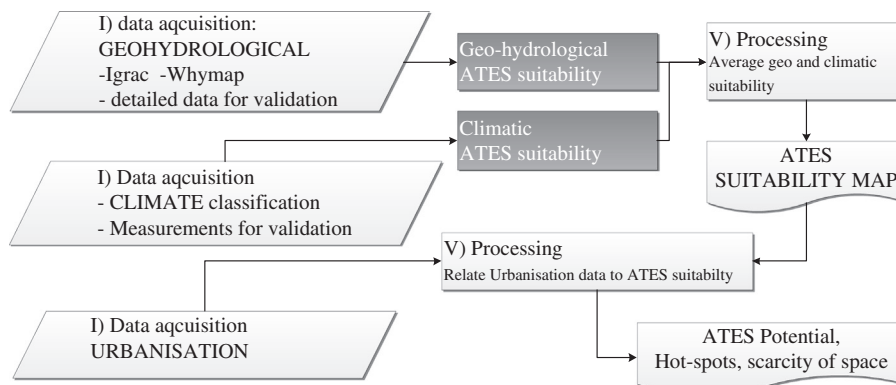 I) data aqcuisition:
GEOHYDROLOGICAL
-Igrac -Whymap
- detailed data for validation
Geo-hydrological
ATES suitability
V) Processing
Average geo and climatic
suitability
Climatic
ATES suitability
I) Data aqcuisition
- CLIMATE classification
- Measurements for validation
ATES
SUITABILITY MAP
V) Processing
Relate Urbanisation data to ATES suitabilty
I) Data aqcuisition
URBANISATION
ATES Potential,
Hot-spots, scarcity of space